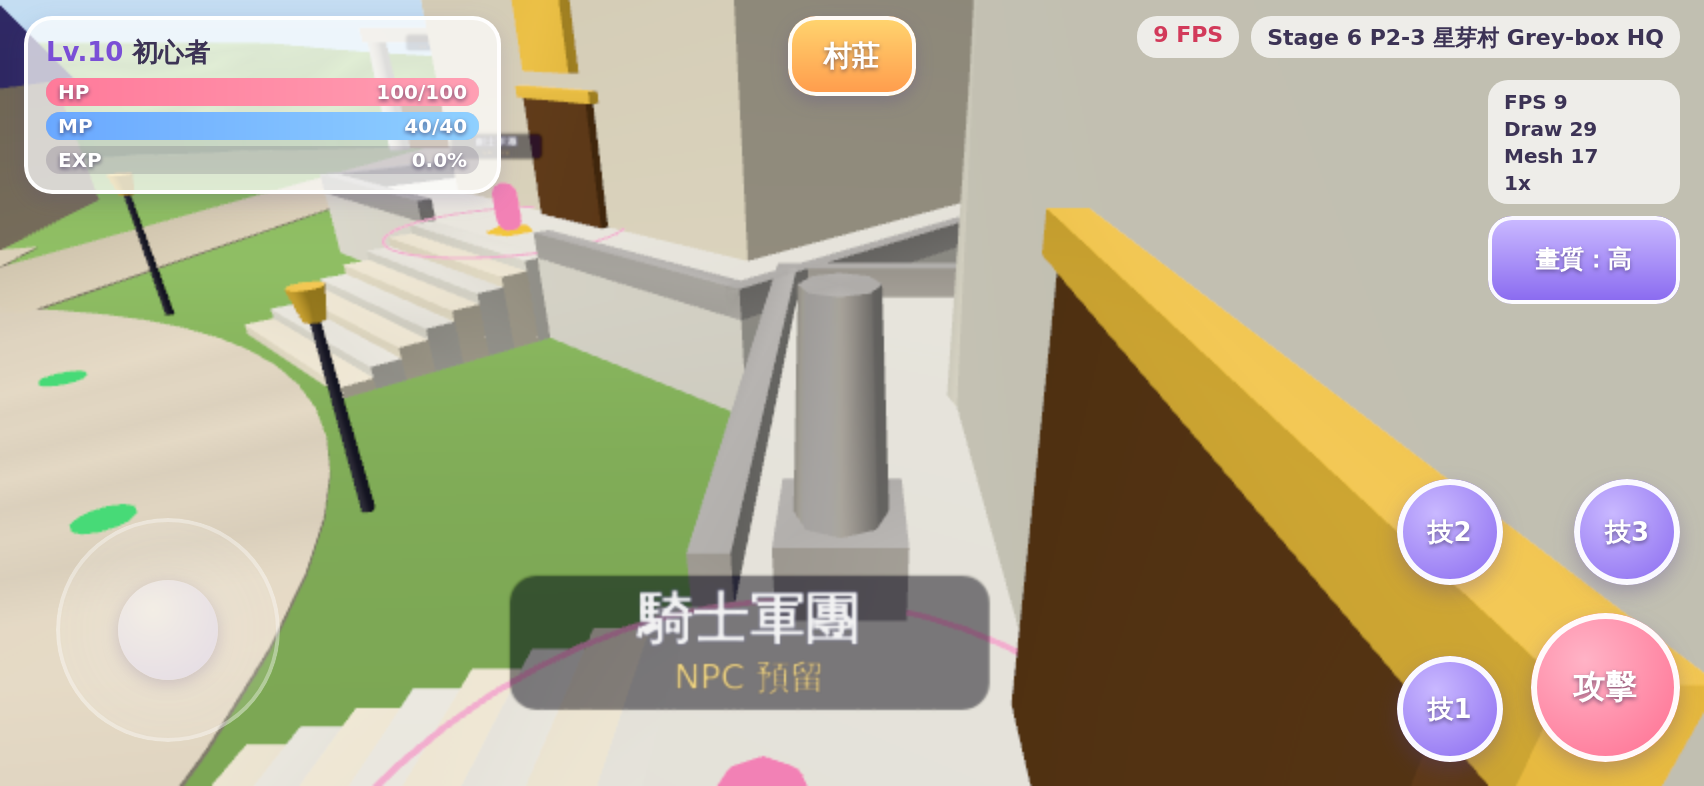 Lv.10 初心者
HP 100/100
MP 40/40
EXP 0.0%
村莊
9 FPS
Stage 6 P2-3 星芽村 Grey-box HQ
FPS 9
Draw 29
Mesh 17
1x
畫質：高
騎士軍團
NPC 預留
技2
技3
技1
攻擊